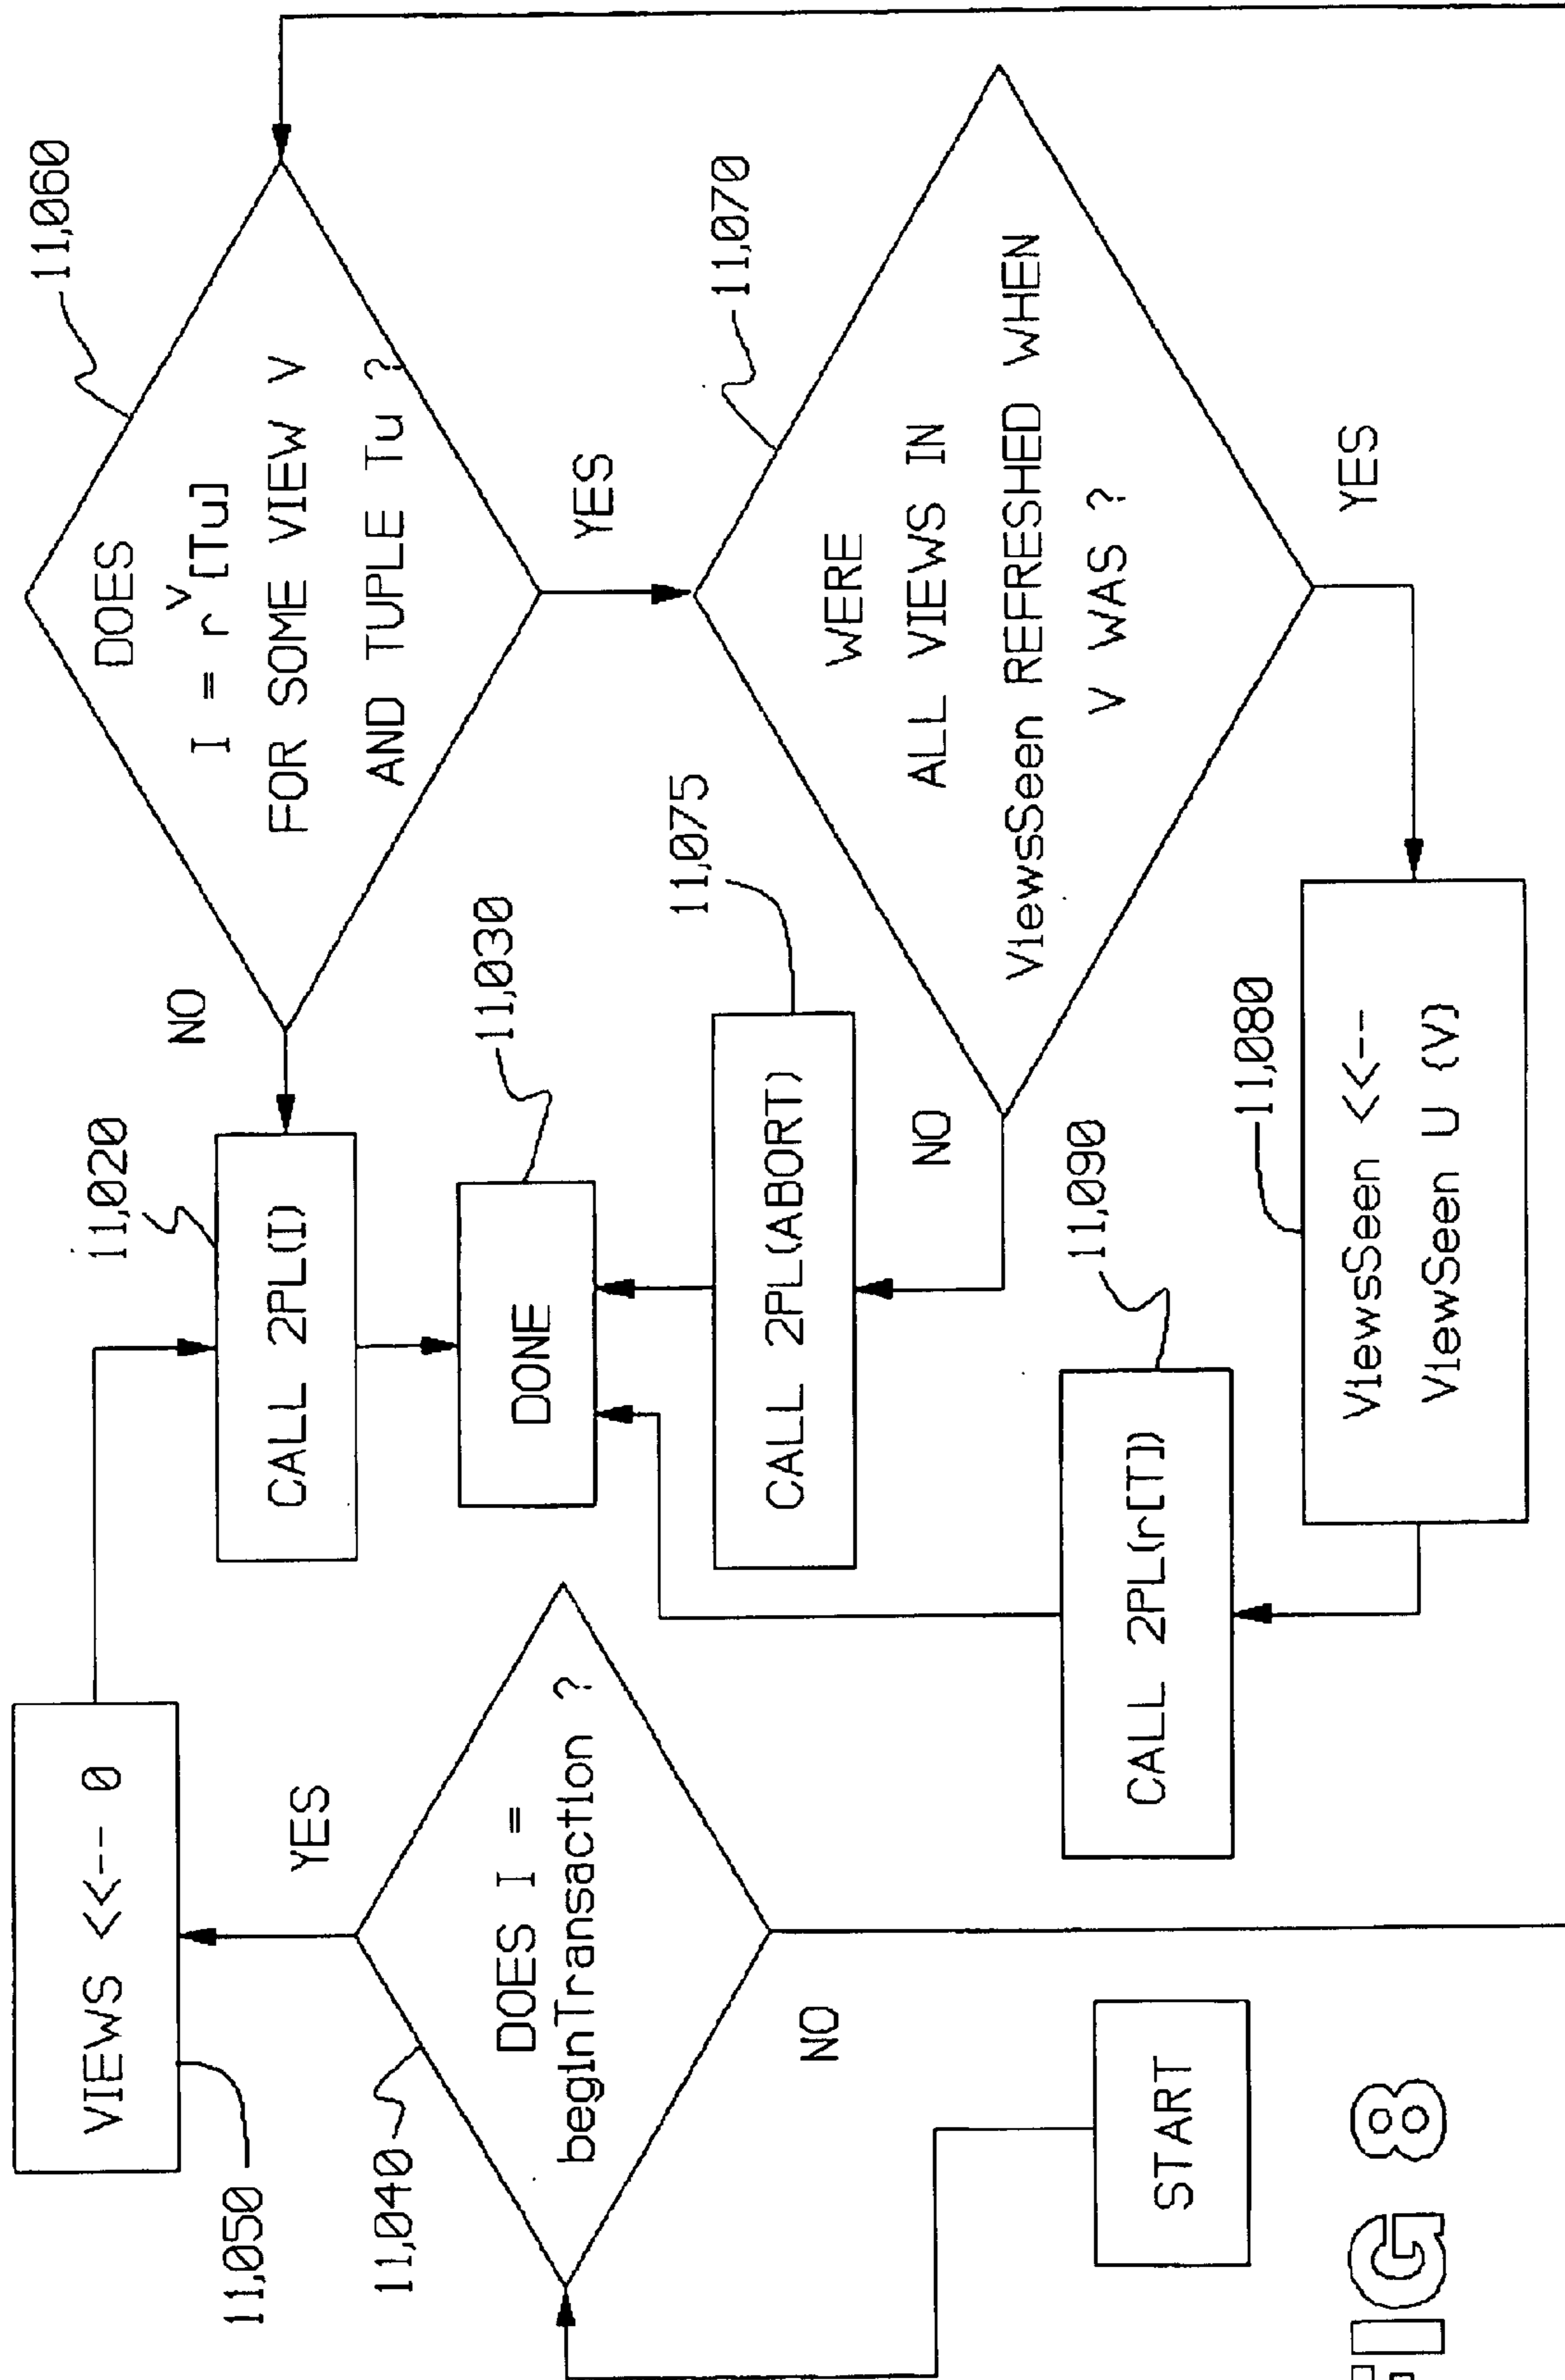 11,050
VIEWS <<-- 0
YES
11,040
DOES I =
beginTransaction ?
NO
START
11,020
CALL 2PL(I)
NO
11,060
DOES
I = r^V [Tu]
FOR SOME VIEW V
AND TUPLE Tu ?
YES
11,030
DONE
11,075
CALL 2PL(ABORT)
NO
11,070
WERE
ALL VIEWS IN
ViewsSeen REFRESHED WHEN
V WAS ?
YES
11,090
CALL 2PL(r[T])
11,080
ViewsSeen <<--
ViewSeen U {V}
FIG 8